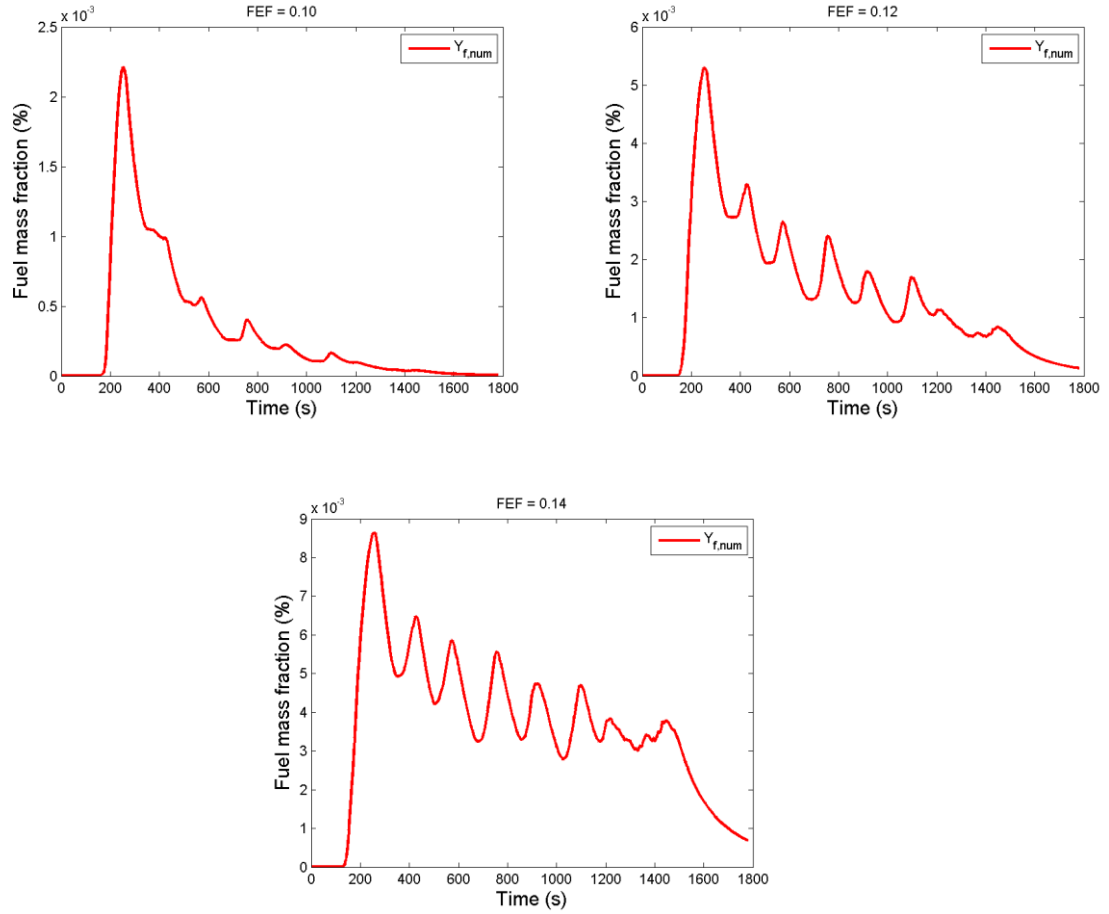 x 10-3
FEF = 0.10
Yf,num
Fuel mass fraction (%)
2.5
2
1.5
1
0.5
0
0 200 400 600 800 1000 1200 1400 1600 1800
Time (s)
x 10-3
FEF = 0.12
Yf,num
Fuel mass fraction (%)
6
5
4
3
2
1
0
0 200 400 600 800 1000 1200 1400 1600 1800
Time (s)
x 10-3
FEF = 0.14
Yf,num
Fuel mass fraction (%)
9
8
7
6
5
4
3
2
1
0
0 200 400 600 800 1000 1200 1400 1600 1800
Time (s)